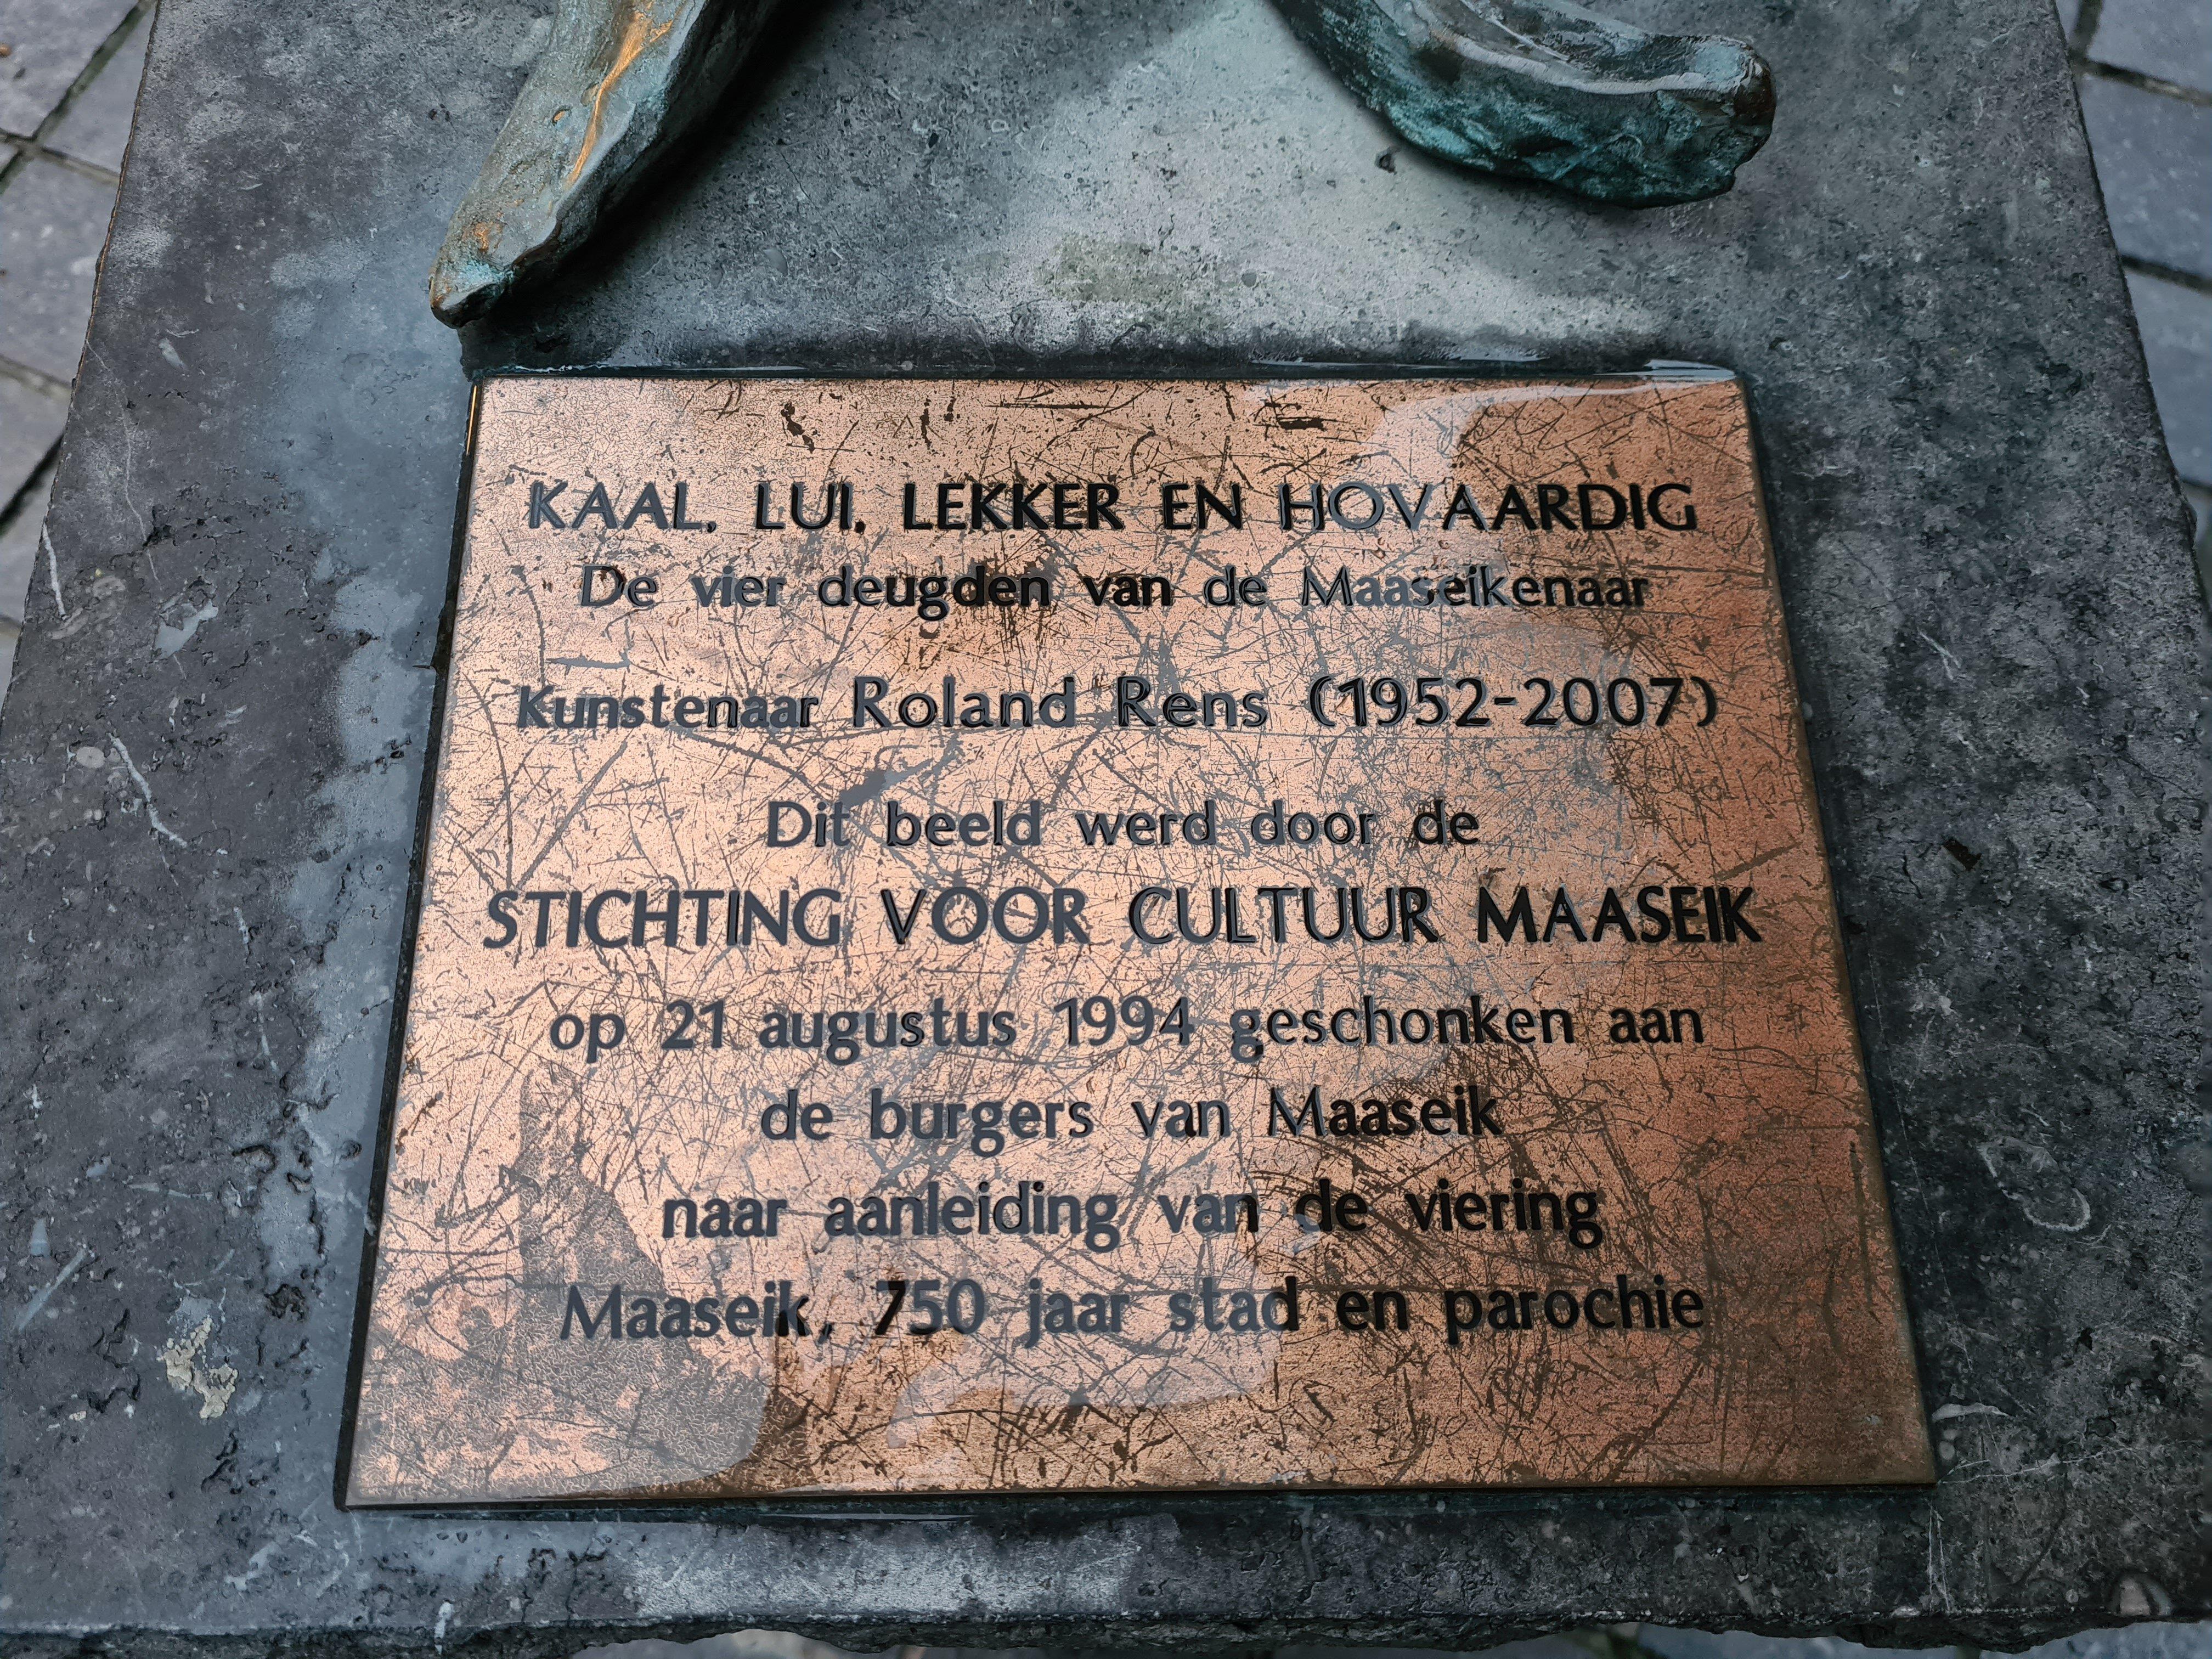 KAAL, LUI, LEKKER EN HOVAARDIG
De vier deugden van de Maaseikenaar
Kunstenaar Roland Rens (1952-2007)
Dit beeld werd door de
STICHTING VOOR CULTUUR MAASEIK
op 21 augustus 1994 geschonken aan
de burgers van Maaseik
naar aanleiding van de viering
Maaseik, 750 jaar stad en parochie